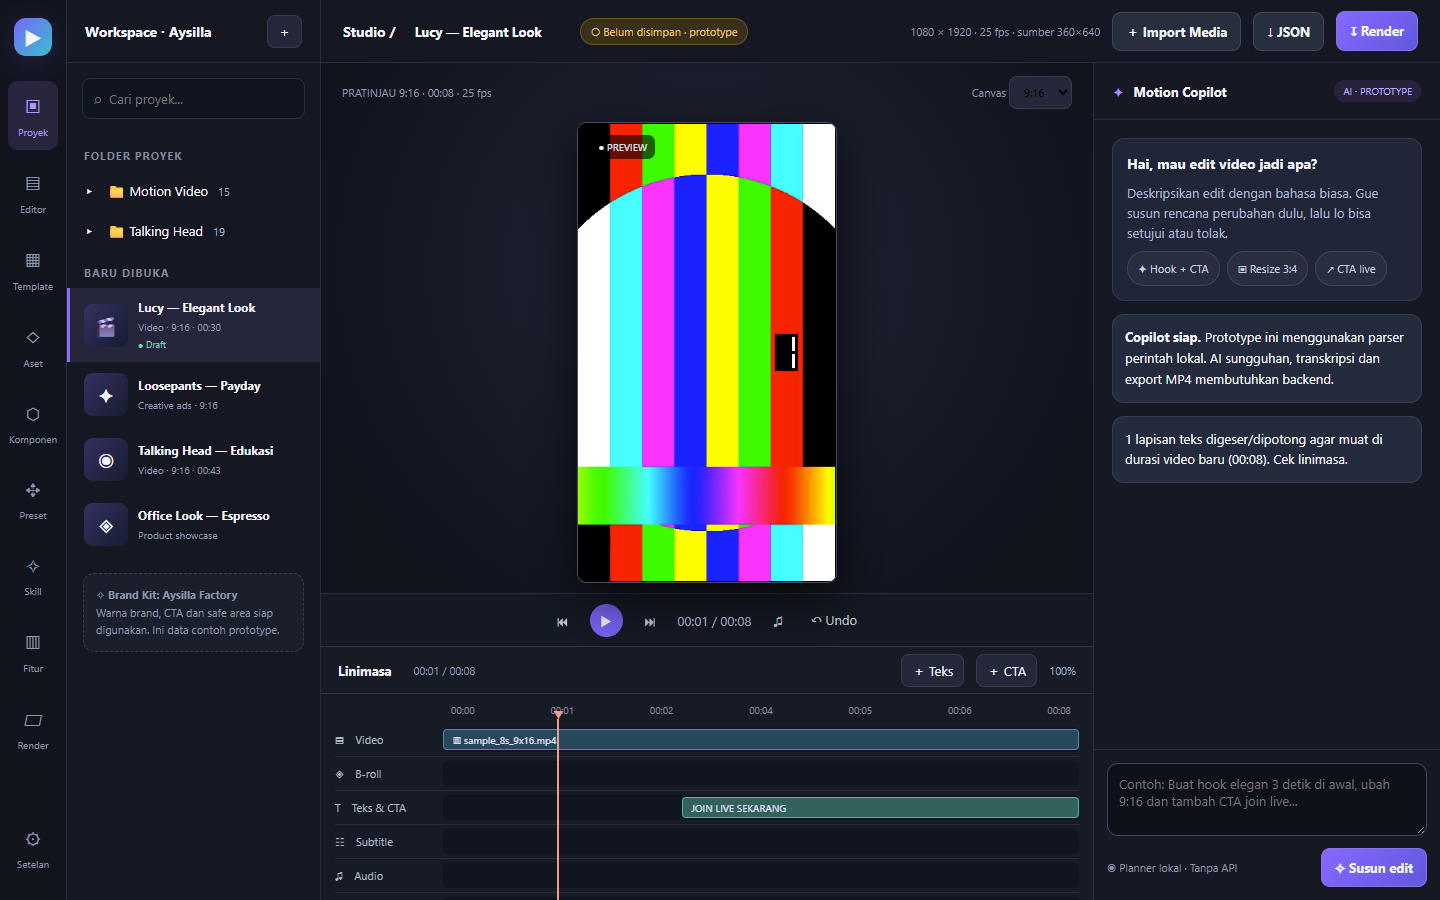 Proyek
Editor
Template
Aset
Komponen
Preset
Skill
Fitur
Render
Setelan
Workspace · Aysilla
+
Cari proyek...
FOLDER PROYEK
Motion Video 15
Talking Head 19
BARU DIBUKA
Lucy — Elegant Look
Video · 9:16 · 00:30
● Draft
Loosepants — Payday
Creative ads · 9:16
Talking Head — Edukasi
Video · 9:16 · 00:43
Office Look — Espresso
Product showcase
✧ Brand Kit: Aysilla Factory
Warna brand, CTA dan safe area siap
digunakan. Ini data contoh prototype.
Studio / Lucy — Elegant Look
Belum disimpan · prototype
1080 × 1920 · 25 fps · sumber 360×640
+ Import Media
↓ JSON
↧ Render
PRATINJAU 9:16 · 00:08 · 25 fps
Canvas 9:16
● PREVIEW
00:01 / 00:08
Undo
Linimasa 00:01 / 00:08
+ Teks
+ CTA
100%
00:00 00:01 00:02 00:04 00:05 00:06 00:08
Video
sample_8s_9x16.mp4
B-roll
T Teks & CTA
JOIN LIVE SEKARANG
Subtitle
Audio
✦ Motion Copilot
AI · PROTOTYPE
Hai, mau edit video jadi apa?
Deskripsikan edit dengan bahasa biasa. Gue
susun rencana perubahan dulu, lalu lo bisa
setujui atau tolak.
✦ Hook + CTA
▣ Resize 3:4
↗ CTA live
Copilot siap. Prototype ini menggunakan parser
perintah lokal. AI sungguhan, transkripsi dan
export MP4 membutuhkan backend.
1 lapisan teks digeser/dipotong agar muat di
durasi video baru (00:08). Cek linimasa.
Contoh: Buat hook elegan 3 detik di awal, ubah
9:16 dan tambah CTA join live...
◉ Planner lokal · Tanpa API
✧ Susun edit